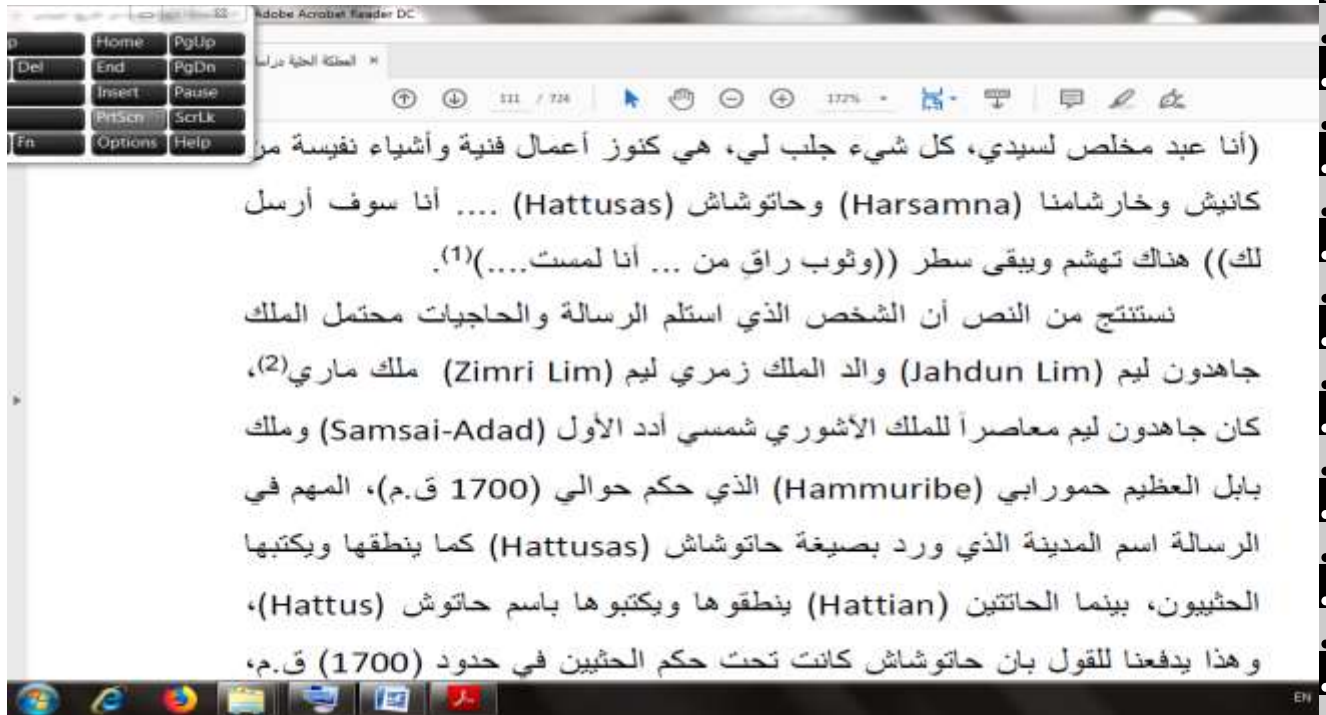 Adobe Acrobat Reader DC
Home PgUp
Del End PgDn
Insert Pause
PrtScn ScrLk
Fn Options Help
المملكة الحثية دراسة
111 / 724 172%
(أنا عبد مخلص لسيدي، كل شيء جلب لي، هي كنوز أعمال فنية وأشياء نفيسة من
كانيش وخارشامنا (Harsamna) وحاتوشاش (Hattusas) .... أنا سوف أرسل
لك)) هناك تهشم ويبقى سطر ((وثوب راقِ من ... أنا لمست....)(1).
نستنتج من النص أن الشخص الذي استلم الرسالة والحاجيات محتمل الملك
جاهدون ليم (Jahdun Lim) والد الملك زمري ليم (Zimri Lim) ملك ماري(2)،
كان جاهدون ليم معاصراً للملك الآشوري شمسي أدد الأول (Samsai-Adad) وملك
بابل العظيم حمورابي (Hammuribe) الذي حكم حوالي (1700 ق.م)، المهم في
الرسالة اسم المدينة الذي ورد بصيغة حاتوشاش (Hattusas) كما ينطقها ويكتبها
الحثييون، بينما الحاتتين (Hattian) ينطقوها ويكتبوها باسم حاتوش (Hattus)،
وهذا يدفعنا للقول بان حاتوشاش كانت تحت حكم الحثيين في حدود (1700) ق.م،
EN